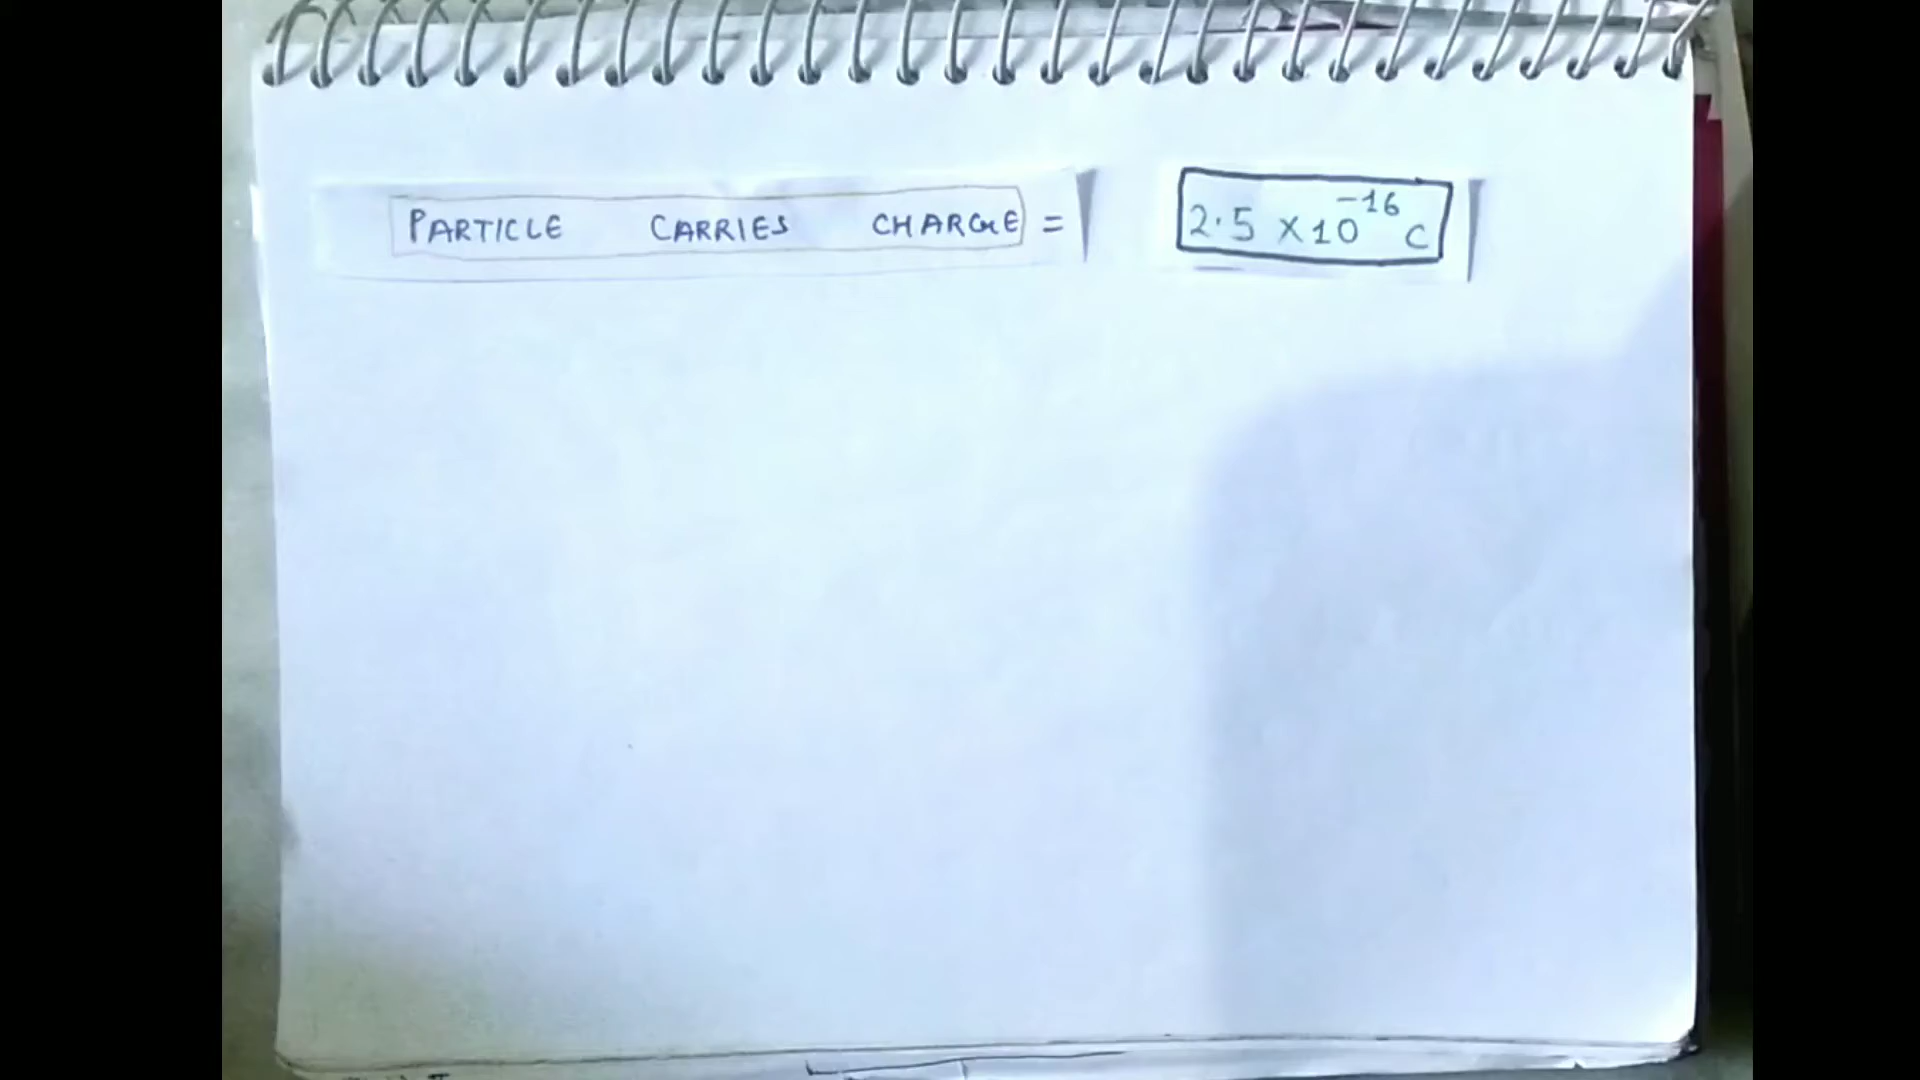 PARTICLE CARRIES CHARGE = 2.5 x10⁻¹⁶ C